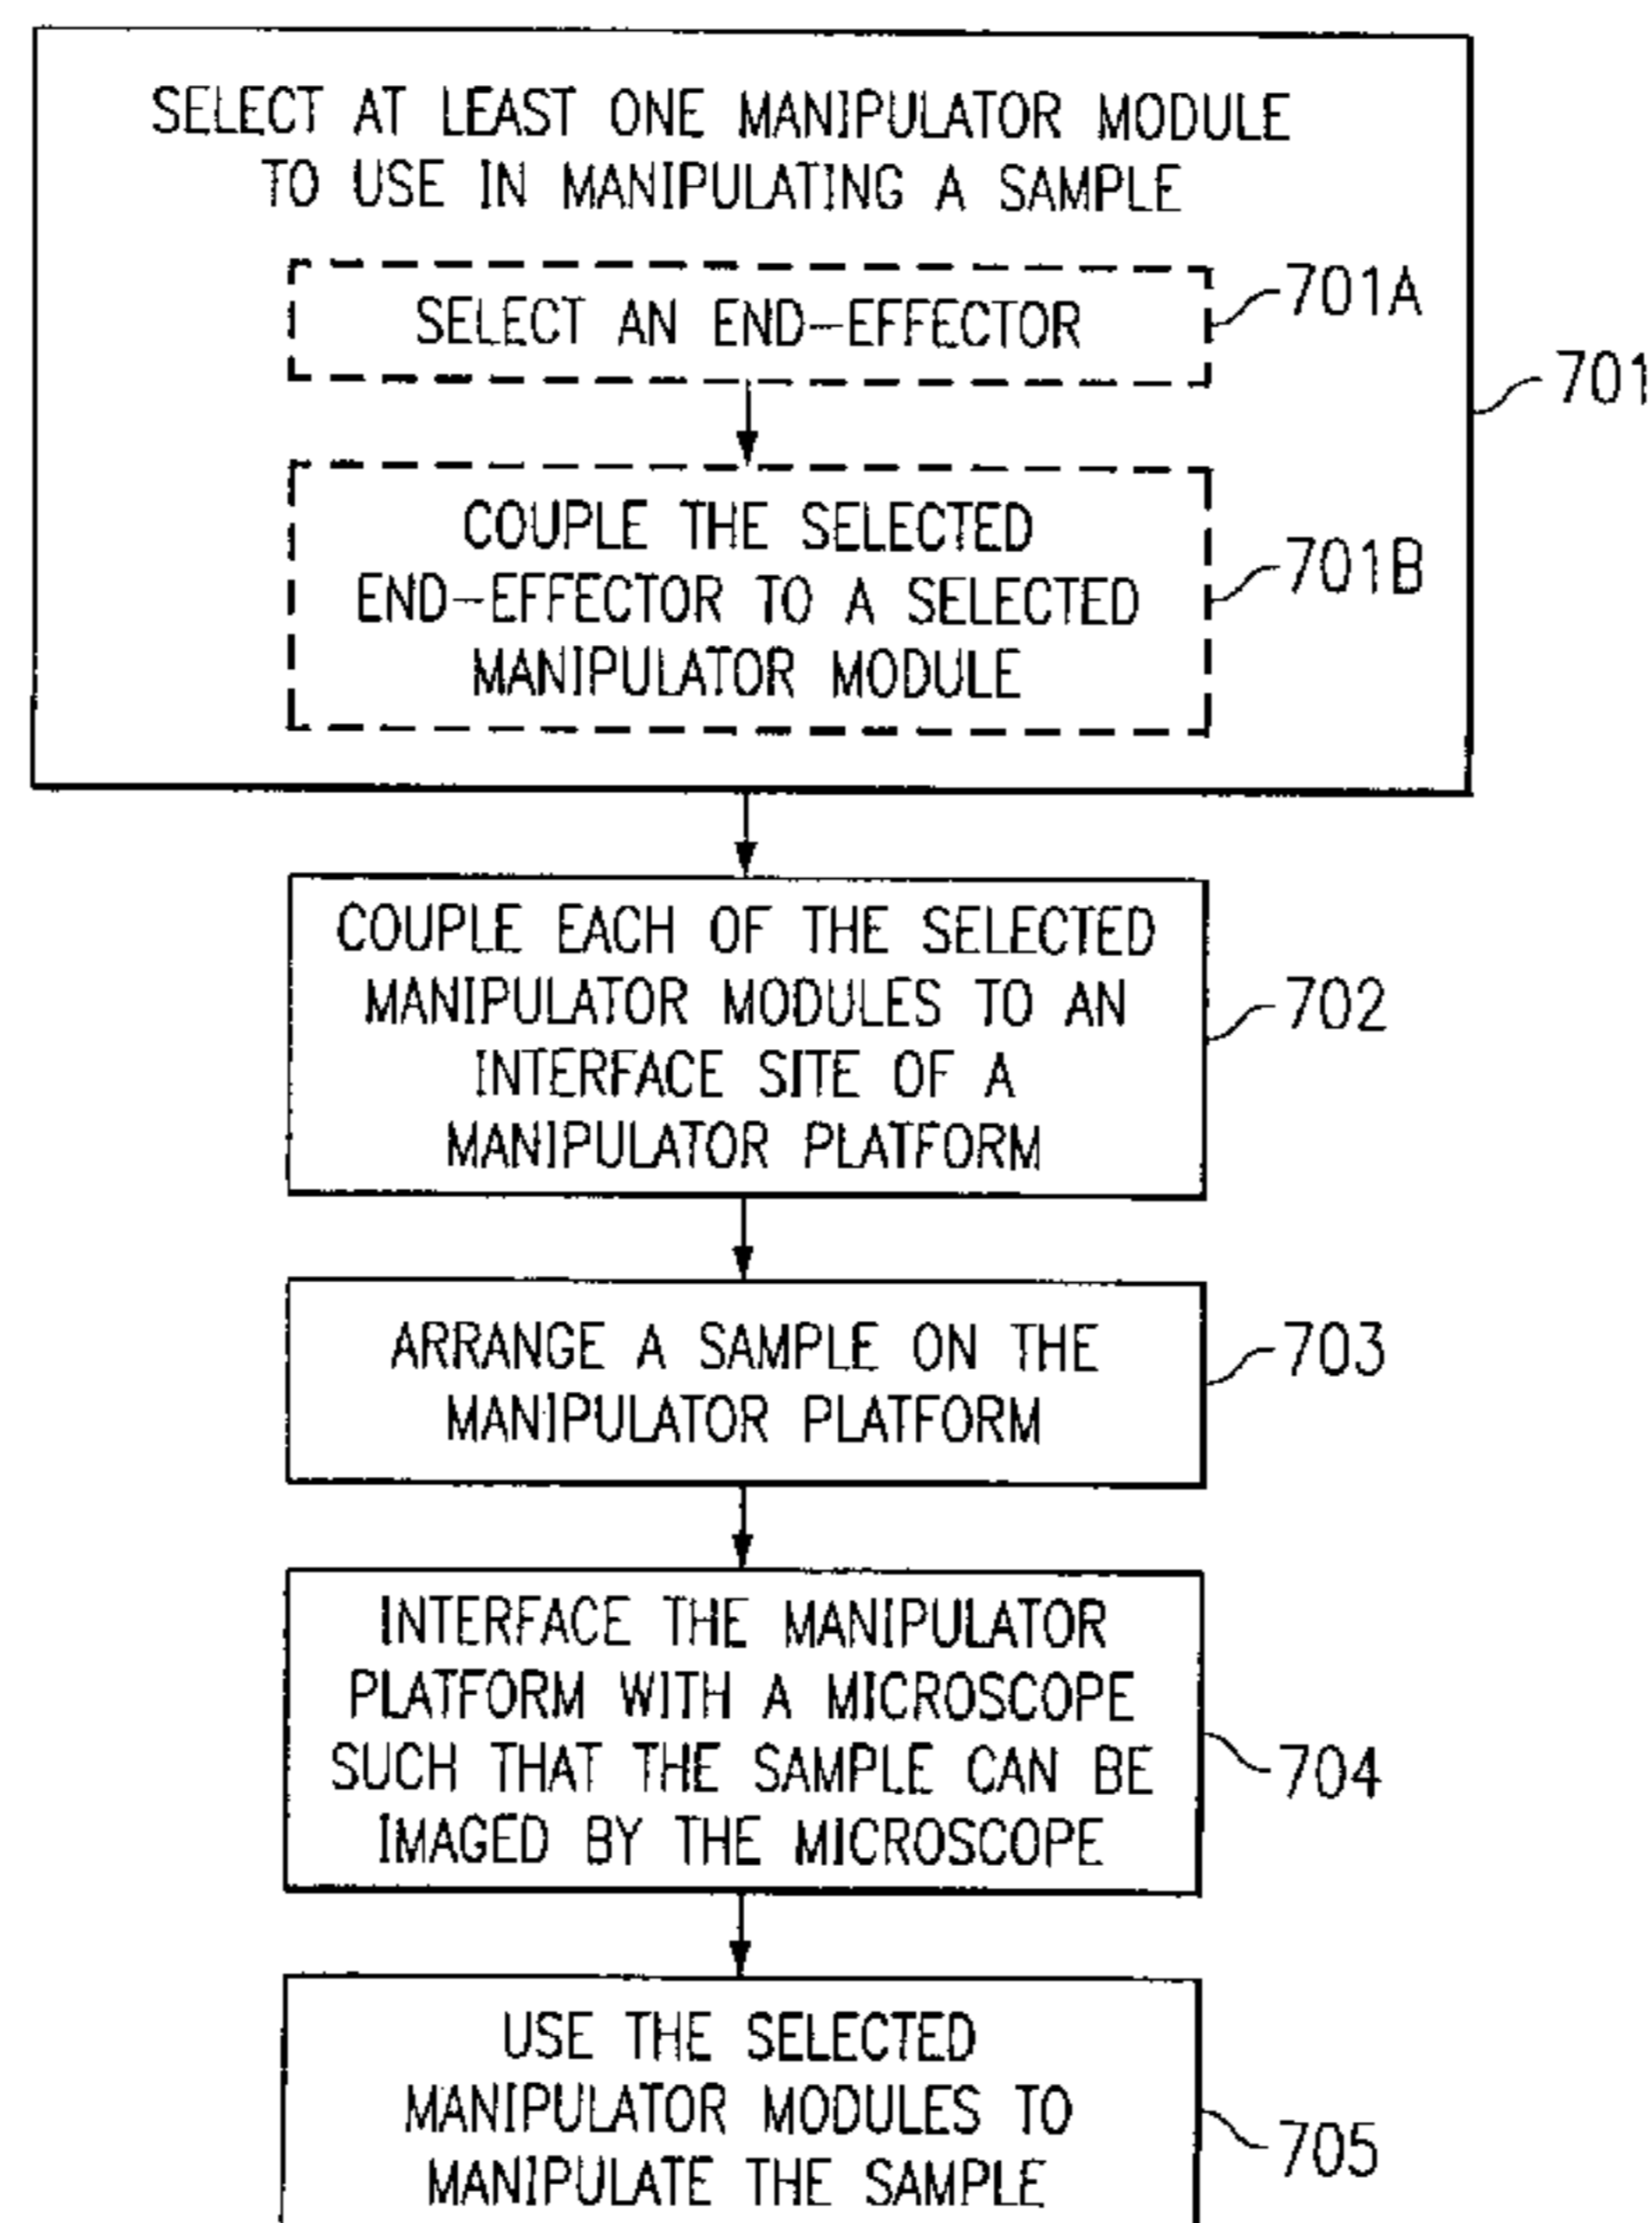 SELECT AT LEAST ONE MANIPULATOR MODULE
TO USE IN MANIPULATING A SAMPLE
SELECT AN END-EFFECTOR
701A
701
COUPLE THE SELECTED
END-EFFECTOR TO A SELECTED
MANIPULATOR MODULE
701B
COUPLE EACH OF THE SELECTED
MANIPULATOR MODULES TO AN
INTERFACE SITE OF A
MANIPULATOR PLATFORM
702
ARRANGE A SAMPLE ON THE
MANIPULATOR PLATFORM
703
INTERFACE THE MANIPULATOR
PLATFORM WITH A MICROSCOPE
SUCH THAT THE SAMPLE CAN BE
IMAGED BY THE MICROSCOPE
704
USE THE SELECTED
MANIPULATOR MODULES TO
MANIPULATE THE SAMPLE
705